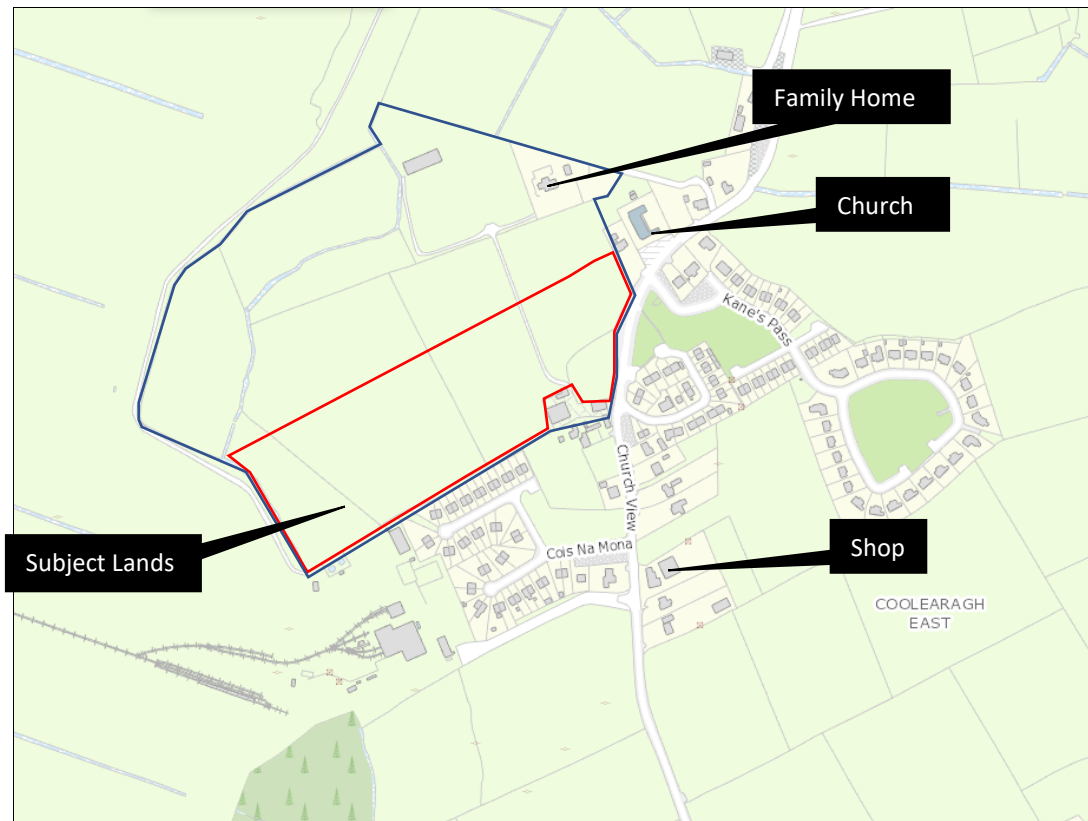 Family Home
Church
Kane's Pass
Church View
Subject Lands
Cois Na Mona
Shop
COOLEARAGH
EAST